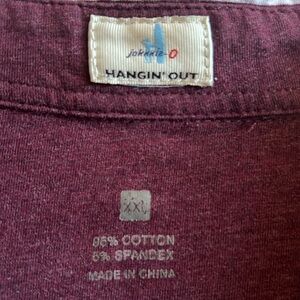 johnnie-O
HANGIN' OUT
XXL
95% COTTON
5% SPANDEX
MADE IN CHINA